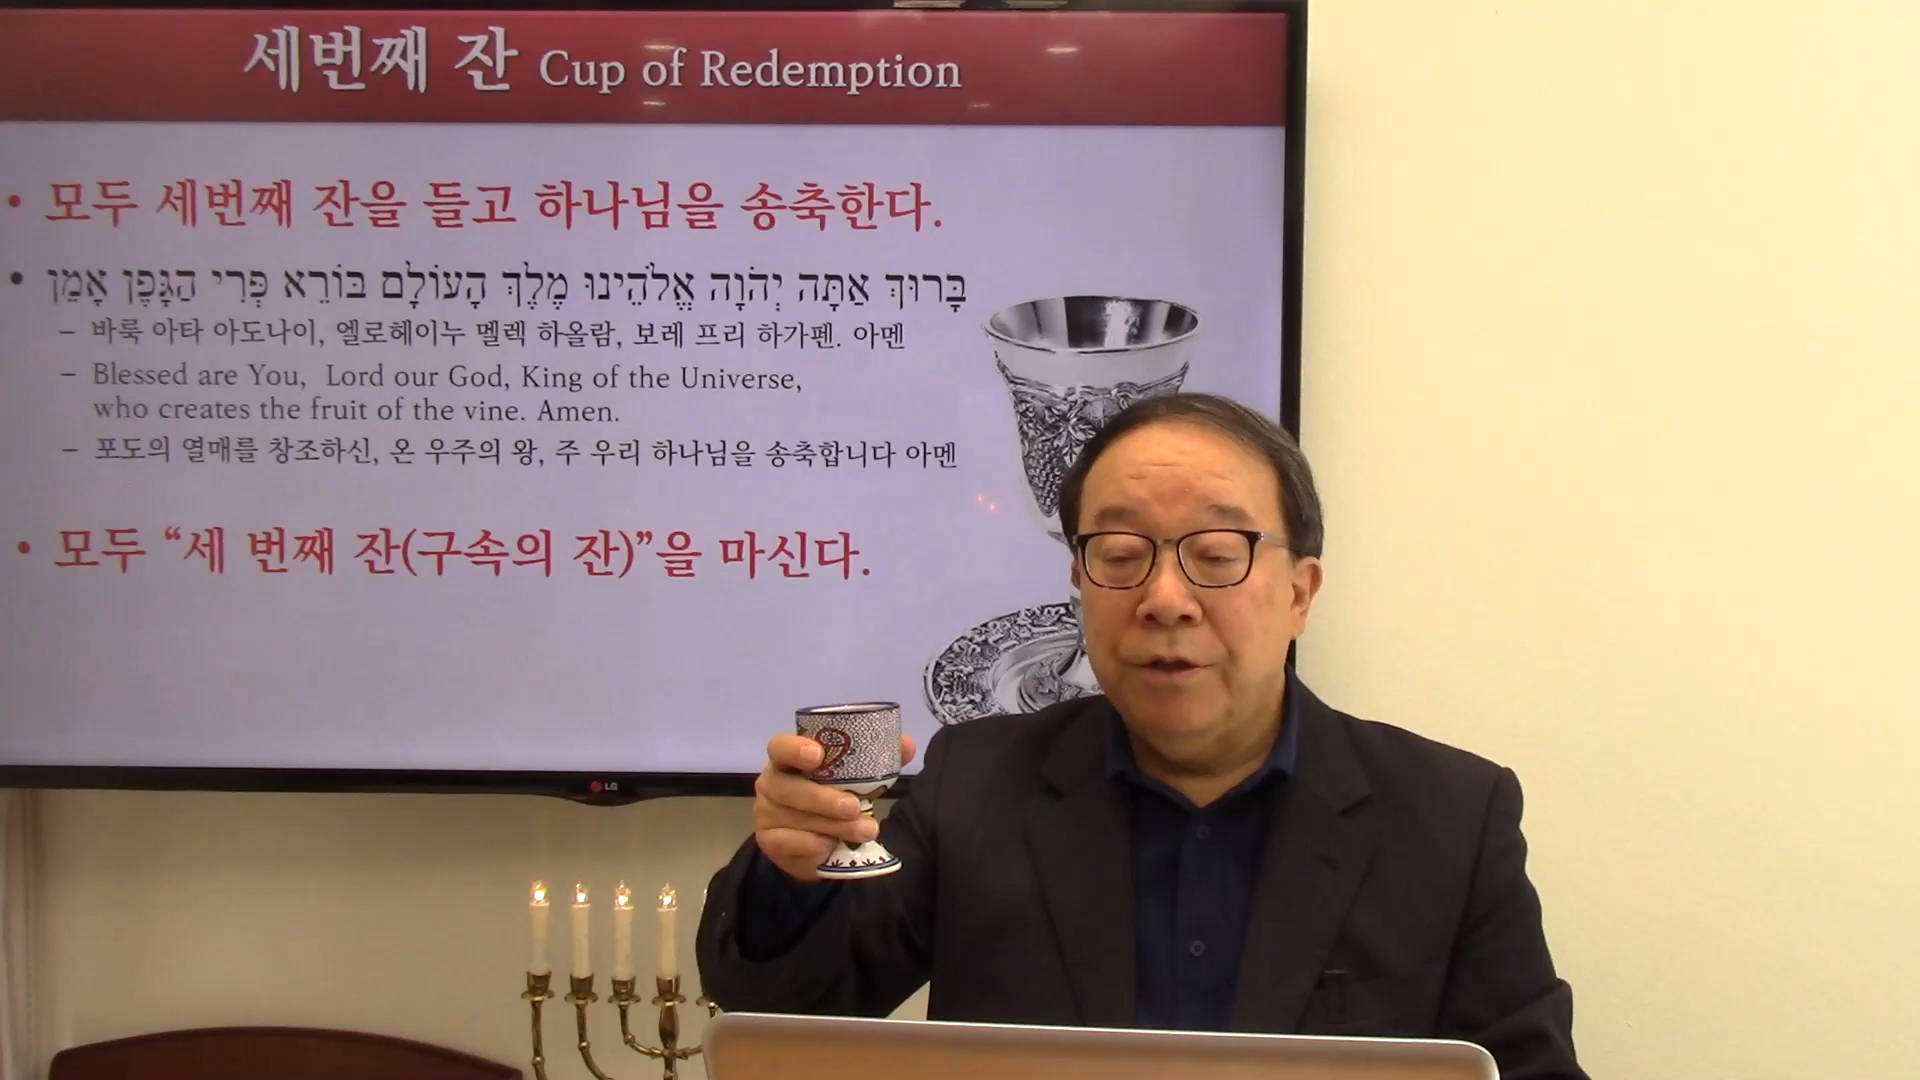 세번째 잔 Cup of Redemption
• 모두 세번째 잔을 들고 하나님을 송축한다.
• בָּרוּךְ אַתָּה יְהֹוָה אֱלֹהֵינוּ מֶלֶךְ הָעוֹלָם בּוֹרֵא פְּרִי הַגָּפֶן אָמֵן
– 바룩 아타 아도나이, 엘로헤이누 멜렉 하올람, 보레 프리 하가펜. 아멘
– Blessed are You, Lord our God, King of the Universe,
who creates the fruit of the vine. Amen.
– 포도의 열매를 창조하신, 온 우주의 왕, 주 우리 하나님을 송축합니다 아멘
• 모두 “세 번째 잔(구속의 잔)”을 마신다.
LG